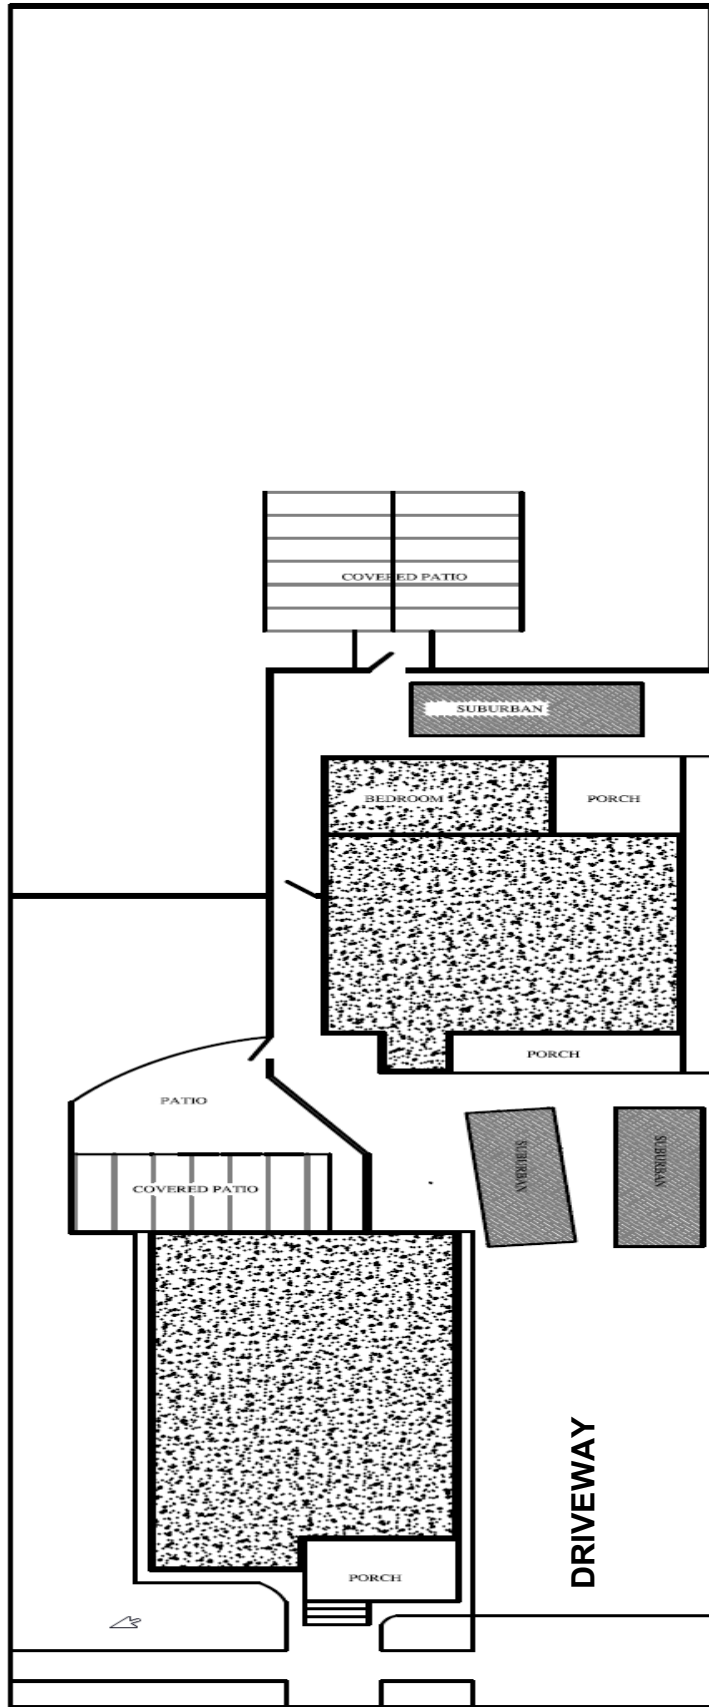 COVERED PATIO
SUBURBAN
BEDROOM
PORCH
PORCH
PATIO
SUBURBAN
SUBURBAN
COVERED PATIO
DRIVEWAY
PORCH